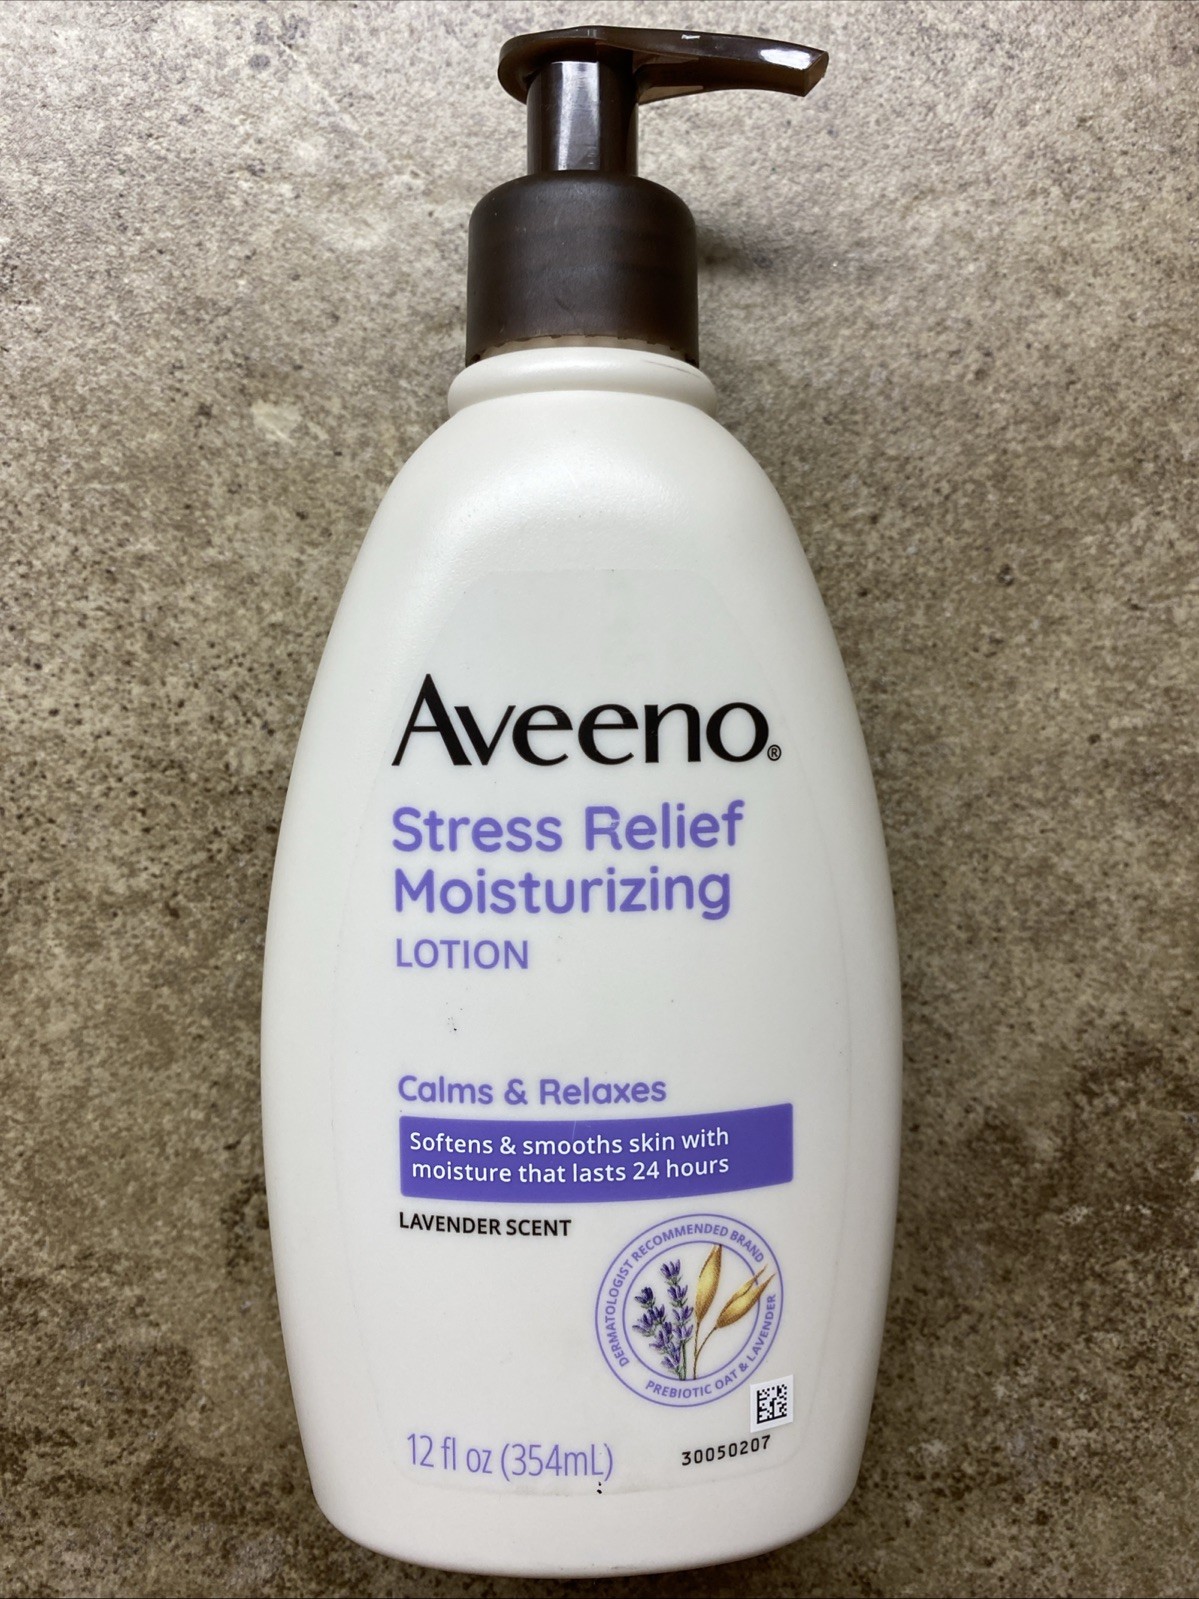 Aveeno®
Stress Relief
Moisturizing
LOTION
Calms & Relaxes
Softens & smooths skin with
moisture that lasts 24 hours
LAVENDER SCENT
DERMATOLOGIST RECOMMENDED BRAND
PREBIOTIC OAT & LAVENDER
12 fl oz (354mL)
30050207